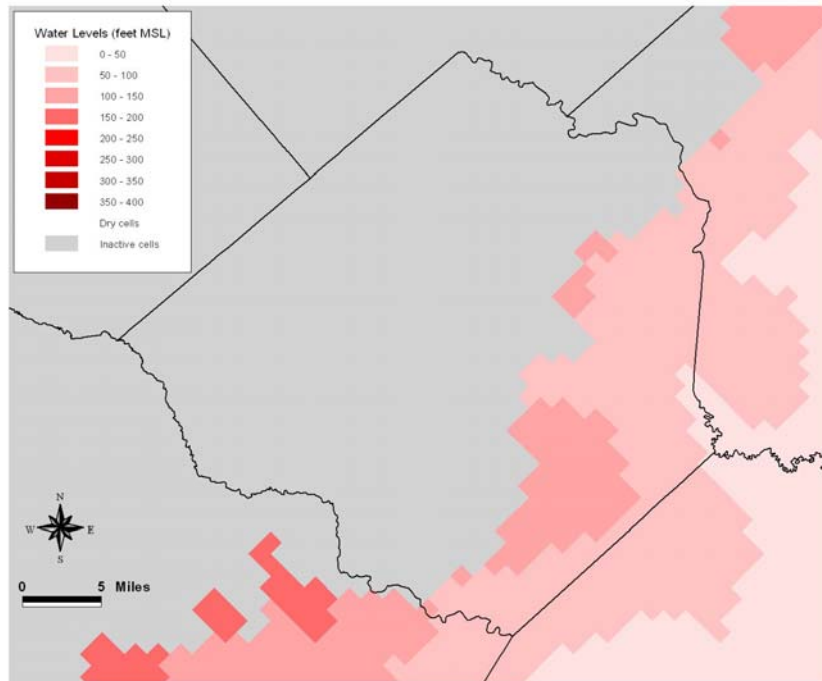 Water Levels (feet MSL)
0 - 50
50 - 100
100 - 150
150 - 200
200 - 250
250 - 300
300 - 350
350 - 400
Dry cells
Inactive cells
N
W E
S
0 5 Miles